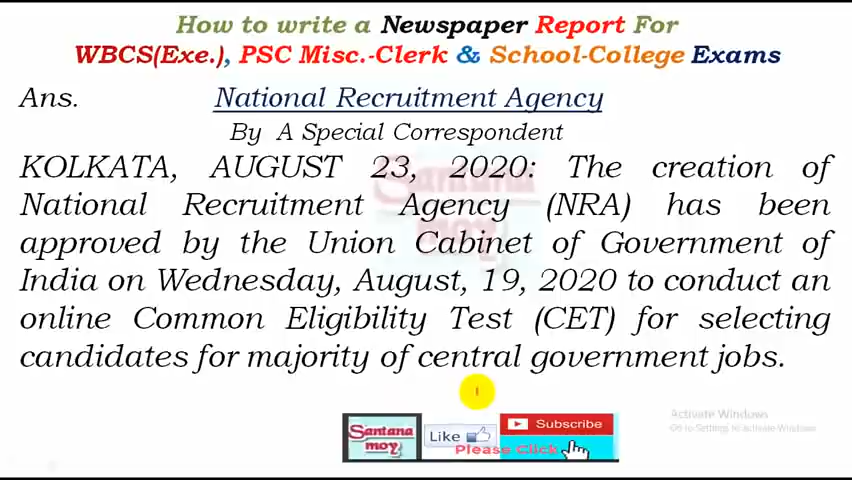 How to write a Newspaper Report For
WBCS(Exe.), PSC Misc.-Clerk & School-College Exams
Ans. National Recruitment Agency
By A Special Correspondent
KOLKATA, AUGUST 23, 2020: The creation of
National Recruitment Agency (NRA) has been
approved by the Union Cabinet of Government of
India on Wednesday, August, 19, 2020 to conduct an
online Common Eligibility Test (CET) for selecting
candidates for majority of central government jobs.
Santana
moy
Santana
moy
Like
Subscribe
Please Click
Activate Windows
Go to Settings to activate Windows.